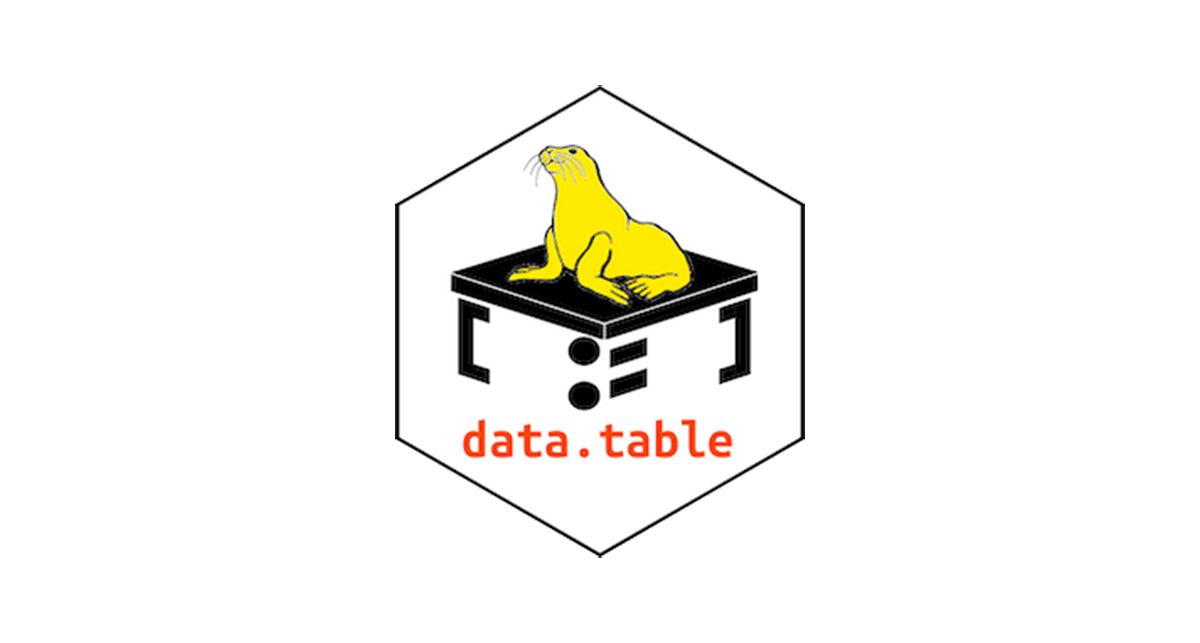 [ := ]
data.table